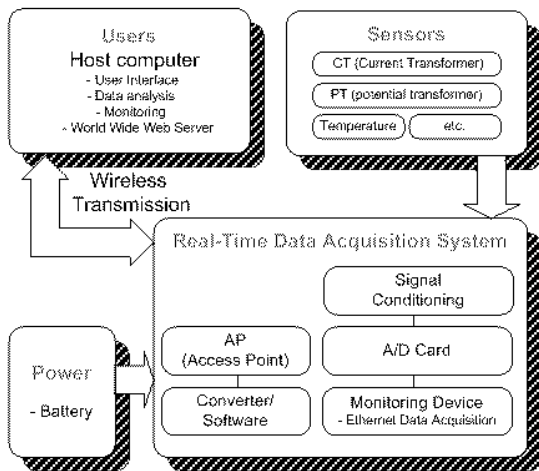 Users
Host computer
- User Interface
- Data analysis
- Monitoring
- World Wide Web Server
Sensors
CT (Current Transformer)
PT (potential transformer)
Temperature
etc.
Wireless
Transmission
Real-Time Data Acquisition System
Signal
Conditioning
AP
(Access Point)
A/D Card
Converter/
Software
Monitoring Device
- Ethernet Data Acquisition
Power
- Battery